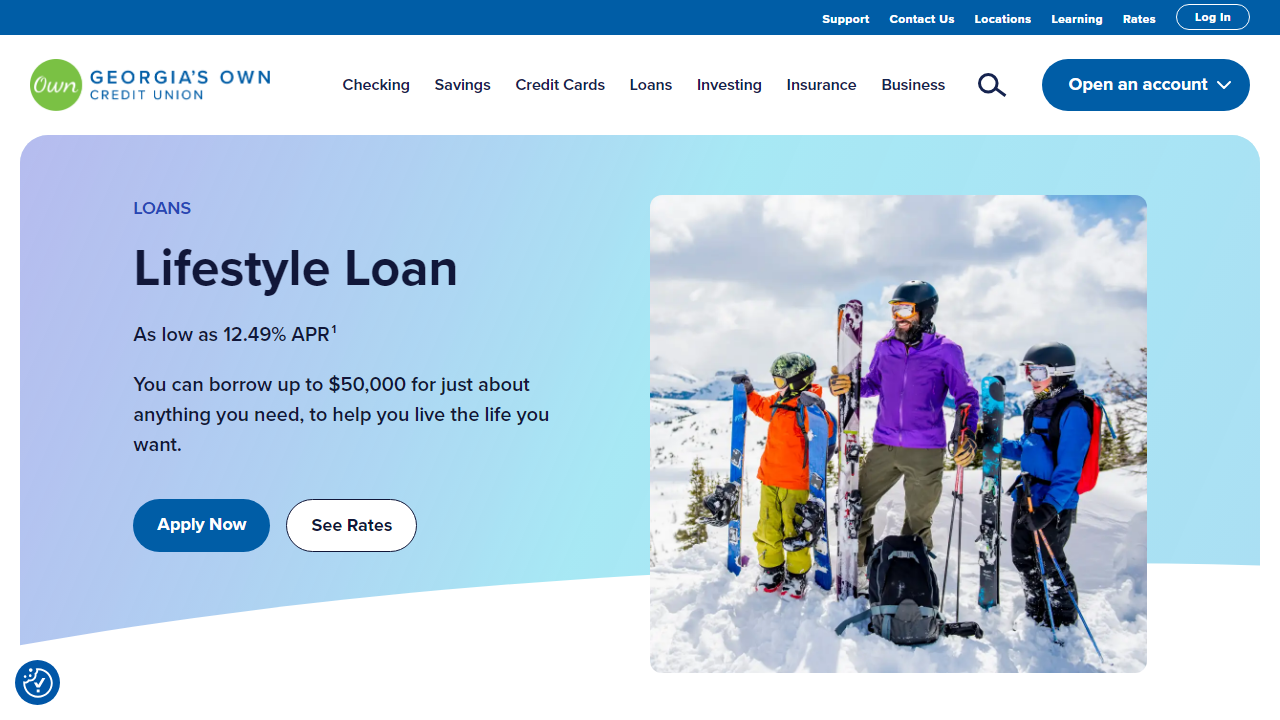 Support Contact Us Locations Learning Rates Log In
Own GEORGIA'S OWN
CREDIT UNION
Checking Savings Credit Cards Loans Investing Insurance Business
Open an account
LOANS
Lifestyle Loan
As low as 12.49% APR¹
You can borrow up to $50,000 for just about
anything you need, to help you live the life you
want.
Apply Now See Rates